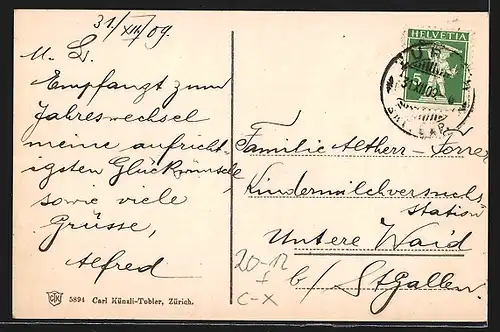 31/XII/09.
M. L.
Empfangt zum
Jahreswechsel
meine aufricht-
igsten Glückwünsche
sowie viele
Grüsse,
Alfred
5894 Carl Künzli-Tobler, Zürich.
HELVETIA
5
Familie Altherr-Forrer
Kindermilchversuchs-
station
Untere Waid
b/ St Gallen.
20-12
I
C-X